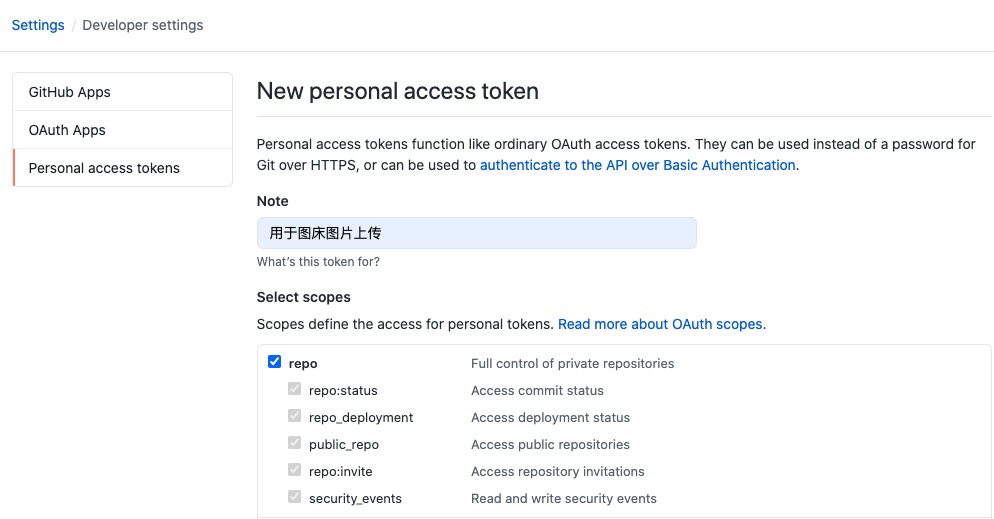 Settings / Developer settings
GitHub Apps
OAuth Apps
Personal access tokens
New personal access token
Personal access tokens function like ordinary OAuth access tokens. They can be used instead of a password for
Git over HTTPS, or can be used to authenticate to the API over Basic Authentication.
Note
用于图床图片上传
What's this token for?
Select scopes
Scopes define the access for personal tokens. Read more about OAuth scopes.
repo Full control of private repositories
repo:status Access commit status
repo_deployment Access deployment status
public_repo Access public repositories
repo:invite Access repository invitations
security_events Read and write security events